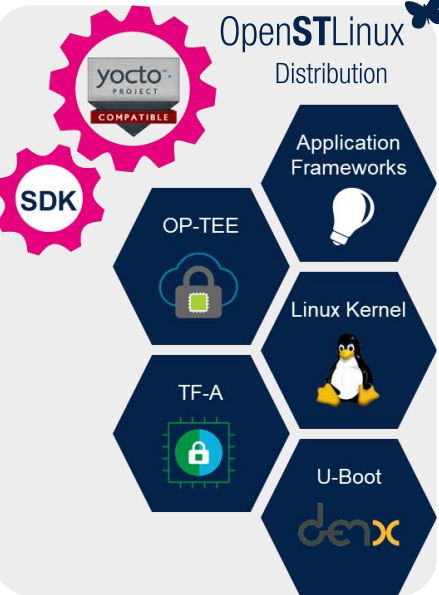 OpenSTLinux
Distribution
yocto
PROJECT
COMPATIBLE
SDK
Application
Frameworks
OP-TEE
Linux Kernel
TF-A
U-Boot
denx